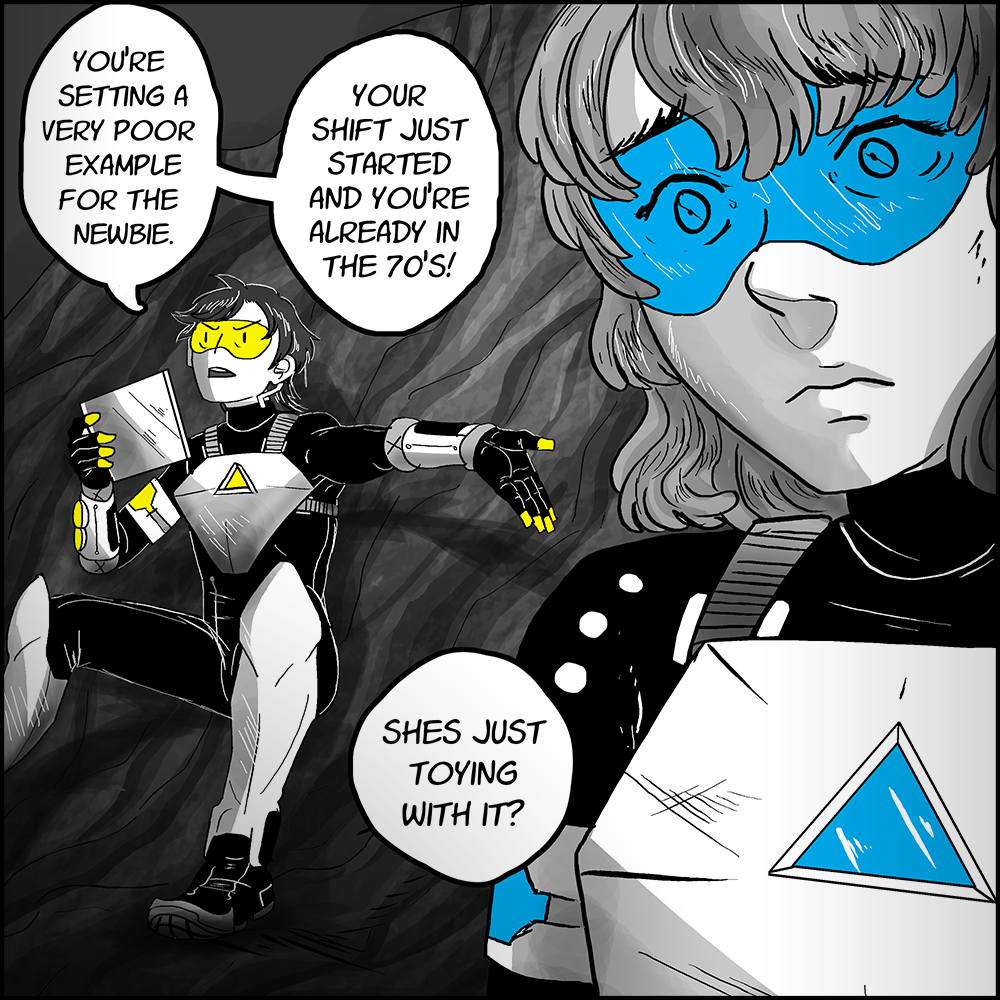 YOU'RE
SETTING A
VERY POOR
EXAMPLE
FOR THE
NEWBIE.
YOUR
SHIFT JUST
STARTED
AND YOU'RE
ALREADY IN
THE 70'S!
SHES JUST
TOYING
WITH IT?